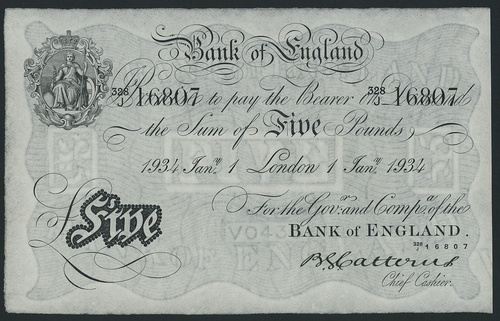 Bank of England
328/J 16807 Promise to pay the Bearer on Demand 328/J 16807
the Sum of Five Pounds
1934 Janʸ. 1 London 1 Janʸ. 1934
For the Govʳ. and Compᵃ. of the
BANK OF ENGLAND.
328/J 16807
£Five
B G Catterns
Chief Cashier.